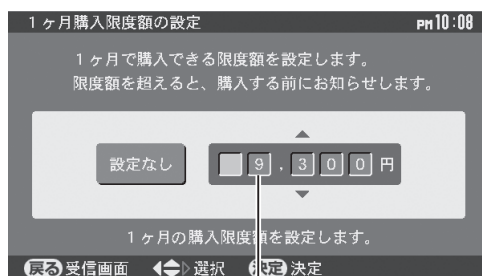 1ヶ月購入限度額の設定 PM10:08
1ヶ月で購入できる限度額を設定します。
限度額を超えると、購入する前にお知らせします。
設定なし 9,300円
1ヶ月の購入限度額を設定します。
戻る 受信画面 選択 決定 決定